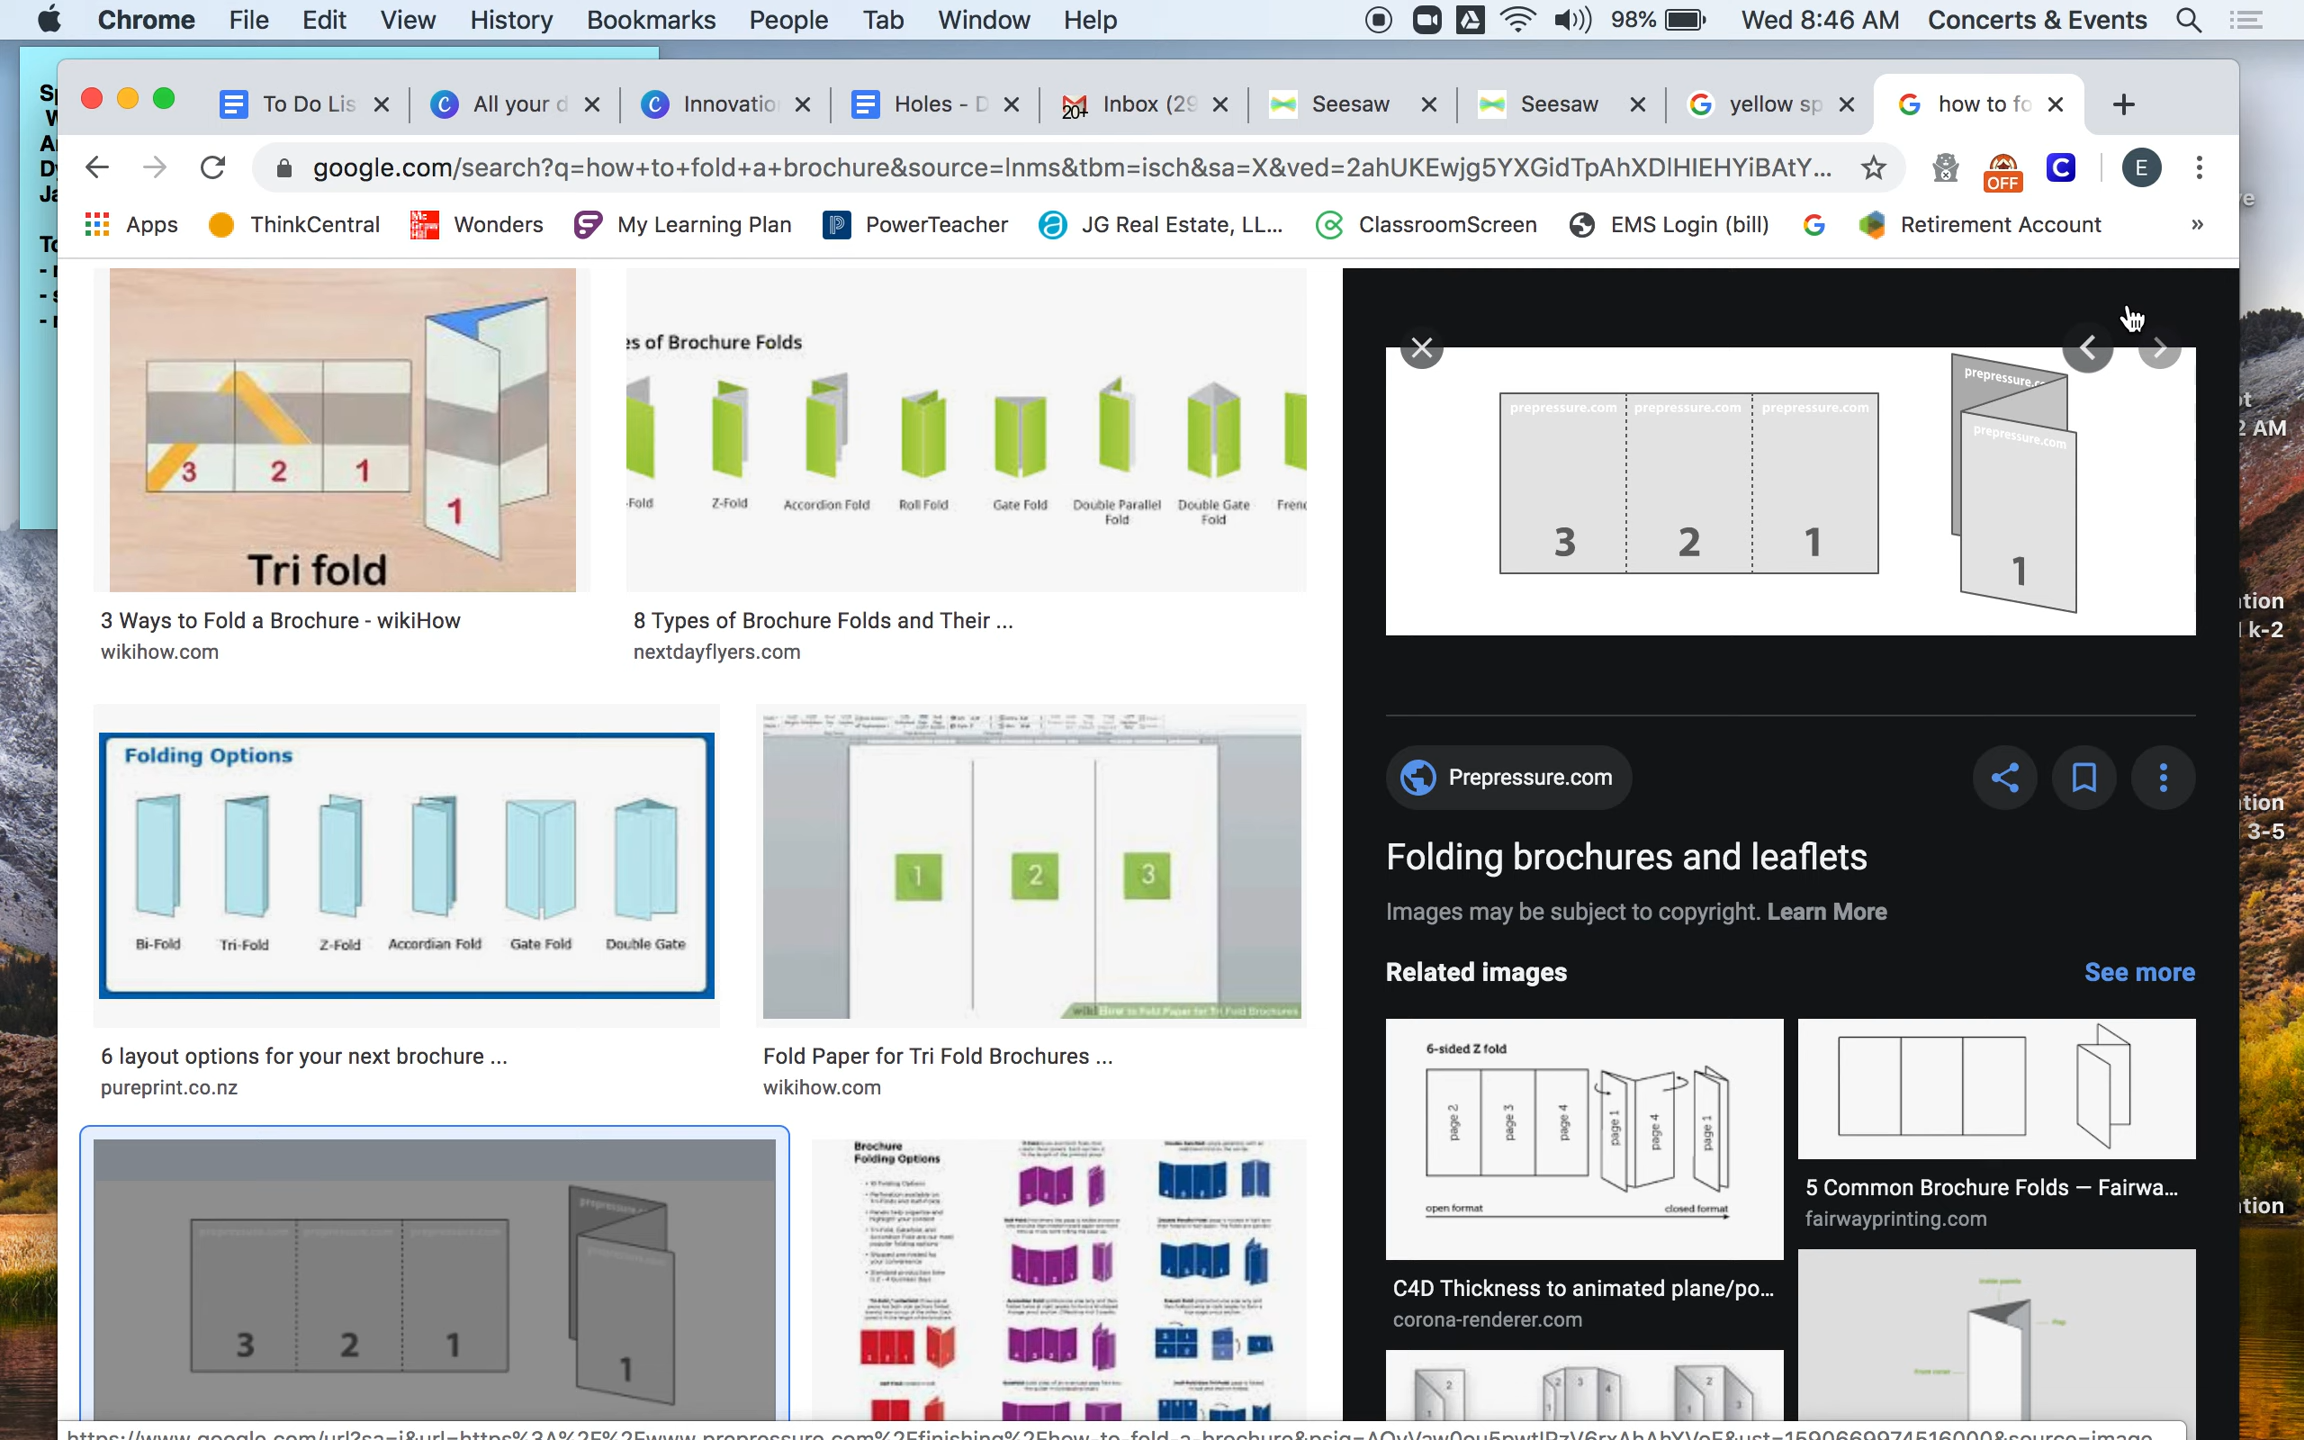 Chrome File Edit View History Bookmarks People Tab Window Help 98% Wed 8:46 AM Concerts & Events
To Do Lis All your d Innovatio Holes - D Inbox (29 Seesaw Seesaw yellow sp how to fo
20+
google.com/search?q=how+to+fold+a+brochure&source=lnms&tbm=isch&sa=X&ved=2ahUKEwjg5YXGidTpAhXDlHIEHYiBAtY... OFF C E
Apps ThinkCentral Wonders My Learning Plan PowerTeacher JG Real Estate, LL... ClassroomScreen EMS Login (bill) Retirement Account »
3 2 1
1
Tri fold
3 Ways to Fold a Brochure - wikiHow
wikihow.com
es of Brochure Folds
-Fold Z-Fold Accordion Fold Roll Fold Gate Fold Double Parallel Fold Double Gate Fold Frenc
8 Types of Brochure Folds and Their ...
nextdayflyers.com
Folding Options
Bi-Fold Tri-Fold Z-Fold Accordian Fold Gate Fold Double Gate
6 layout options for your next brochure ...
pureprint.co.nz
1 2 3
wikiHow to Fold Paper for Tri Fold Brochures
Fold Paper for Tri Fold Brochures ...
wikihow.com
3 2 1
1
Brochure
Folding Options
prepressure.com prepressure.com prepressure.com
prepressure.c
prepressure.com
3 2 1
1
Prepressure.com
Folding brochures and leaflets
Images may be subject to copyright. Learn More
Related images See more
6-sided Z fold
page 2 page 3 page 4 page 1 page 4 page 1
open format closed format
C4D Thickness to animated plane/po...
corona-renderer.com
5 Common Brochure Folds — Fairwa...
fairwayprinting.com
2 AM
tion
k-2
tion
3-5
tion